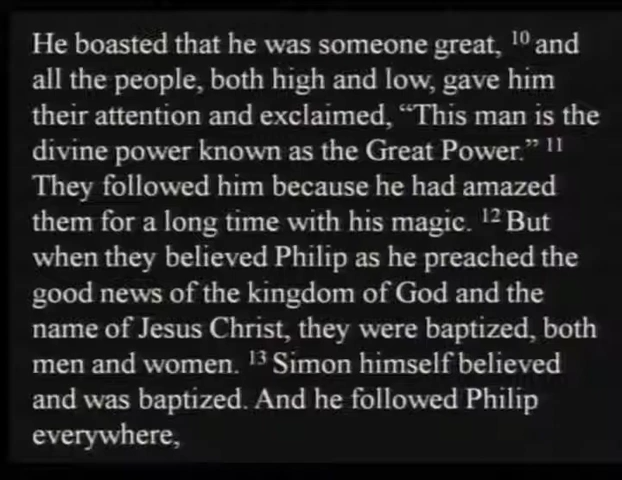 He boasted that he was someone great, ¹⁰ and
all the people, both high and low, gave him
their attention and exclaimed, “This man is the
divine power known as the Great Power.” ¹¹
They followed him because he had amazed
them for a long time with his magic. ¹² But
when they believed Philip as he preached the
good news of the kingdom of God and the
name of Jesus Christ, they were baptized, both
men and women. ¹³ Simon himself believed
and was baptized. And he followed Philip
everywhere,